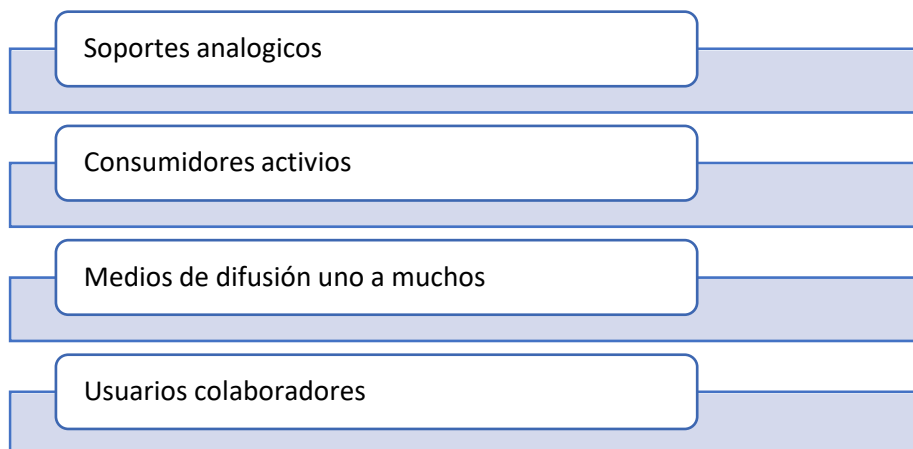 Soportes analogicos
Consumidores activios
Medios de difusión uno a muchos
Usuarios colaboradores